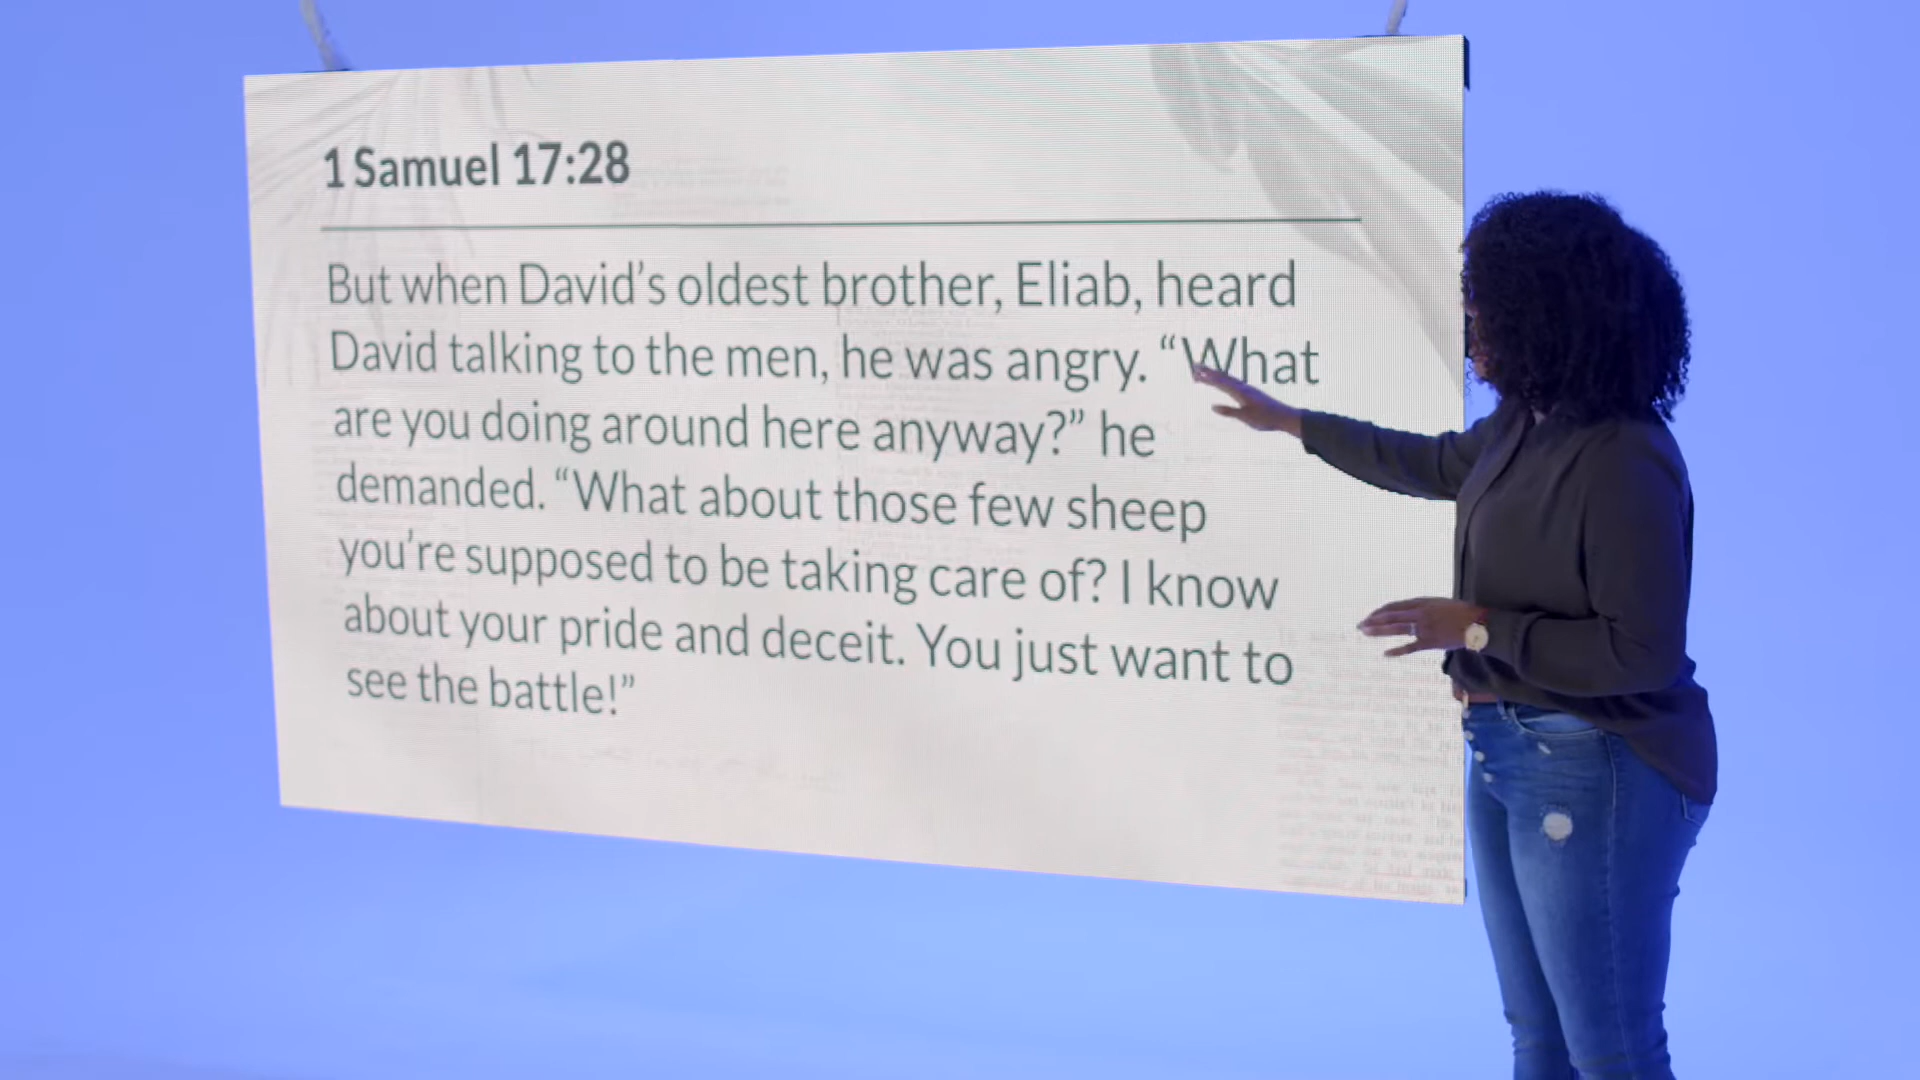 1 Samuel 17:28
But when David’s oldest brother, Eliab, heard
David talking to the men, he was angry. “What
are you doing around here anyway?” he
demanded. “What about those few sheep
you’re supposed to be taking care of? I know
about your pride and deceit. You just want to
see the battle!”